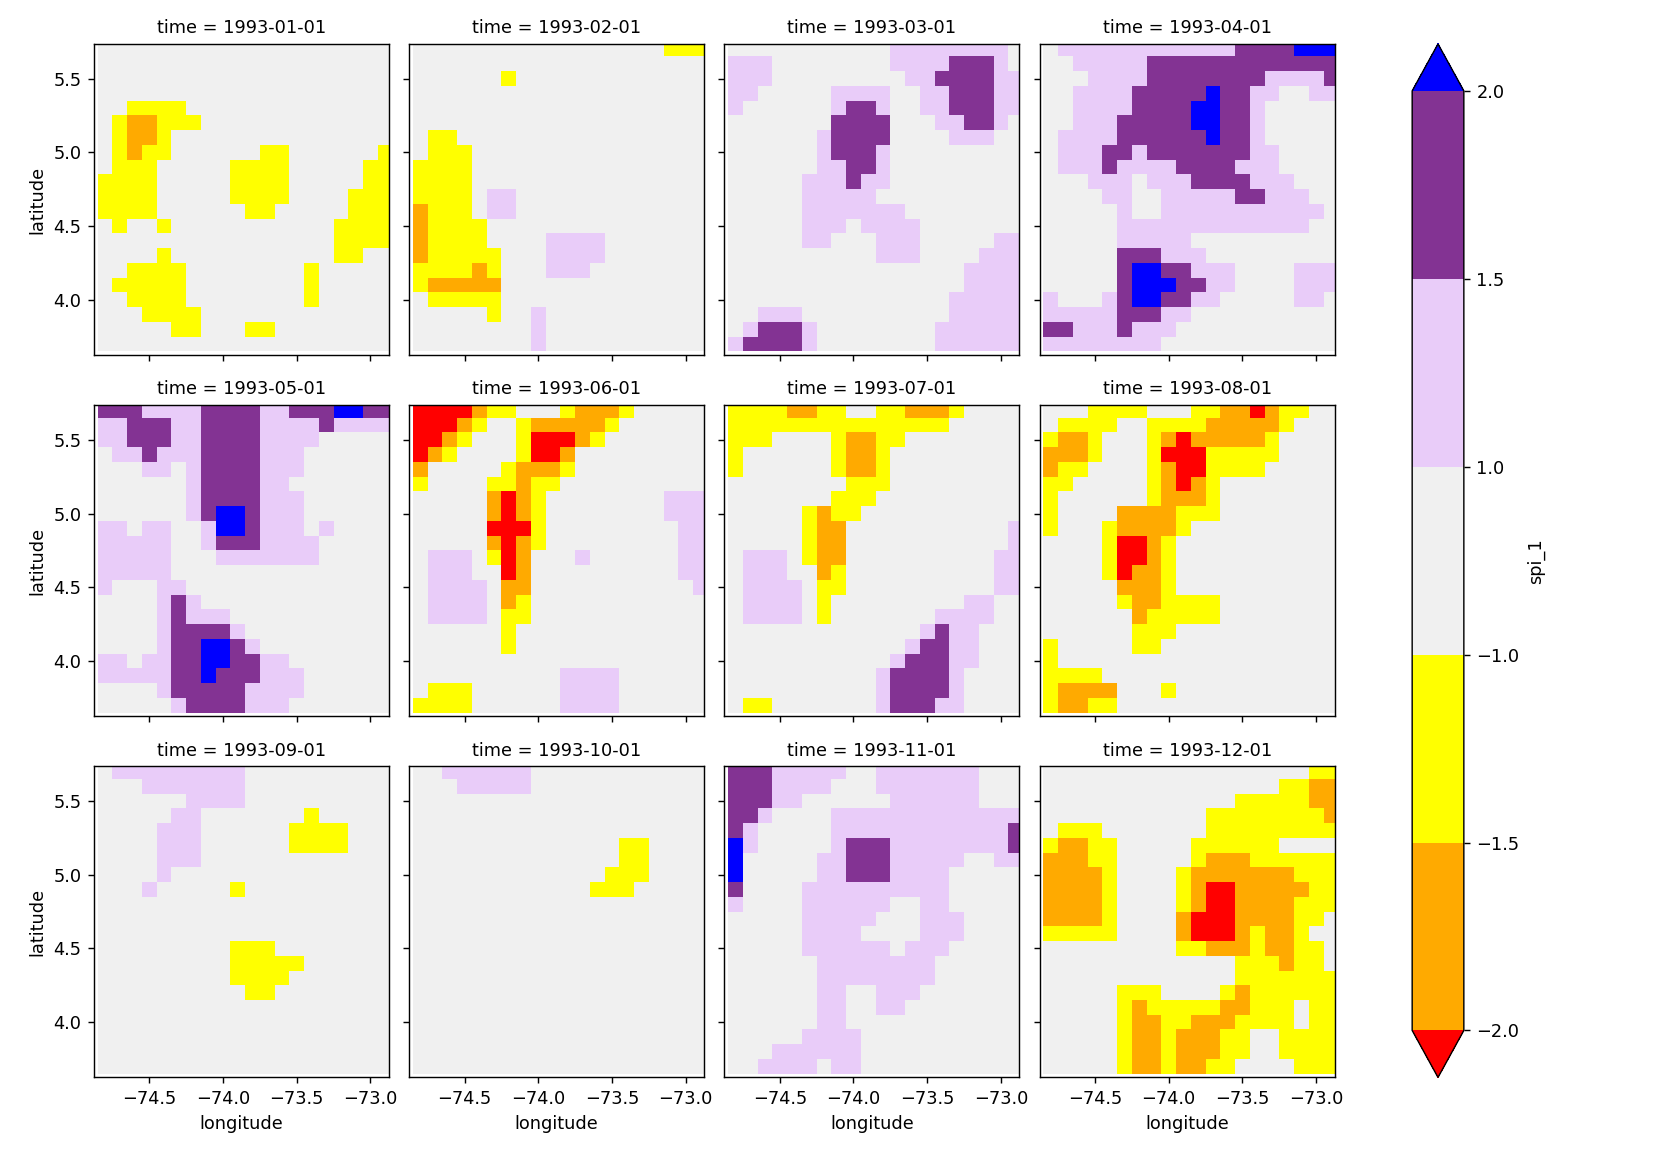 time = 1993-01-01
time = 1993-02-01
time = 1993-03-01
time = 1993-04-01
latitude
5.5
5.0
4.5
4.0
time = 1993-05-01
time = 1993-06-01
time = 1993-07-01
time = 1993-08-01
latitude
5.5
5.0
4.5
4.0
time = 1993-09-01
time = 1993-10-01
time = 1993-11-01
time = 1993-12-01
latitude
5.5
5.0
4.5
4.0
−74.5 −74.0 −73.5 −73.0
longitude
−74.5 −74.0 −73.5 −73.0
longitude
−74.5 −74.0 −73.5 −73.0
longitude
−74.5 −74.0 −73.5 −73.0
longitude
2.0
1.5
1.0
−1.0
−1.5
−2.0
spi_1